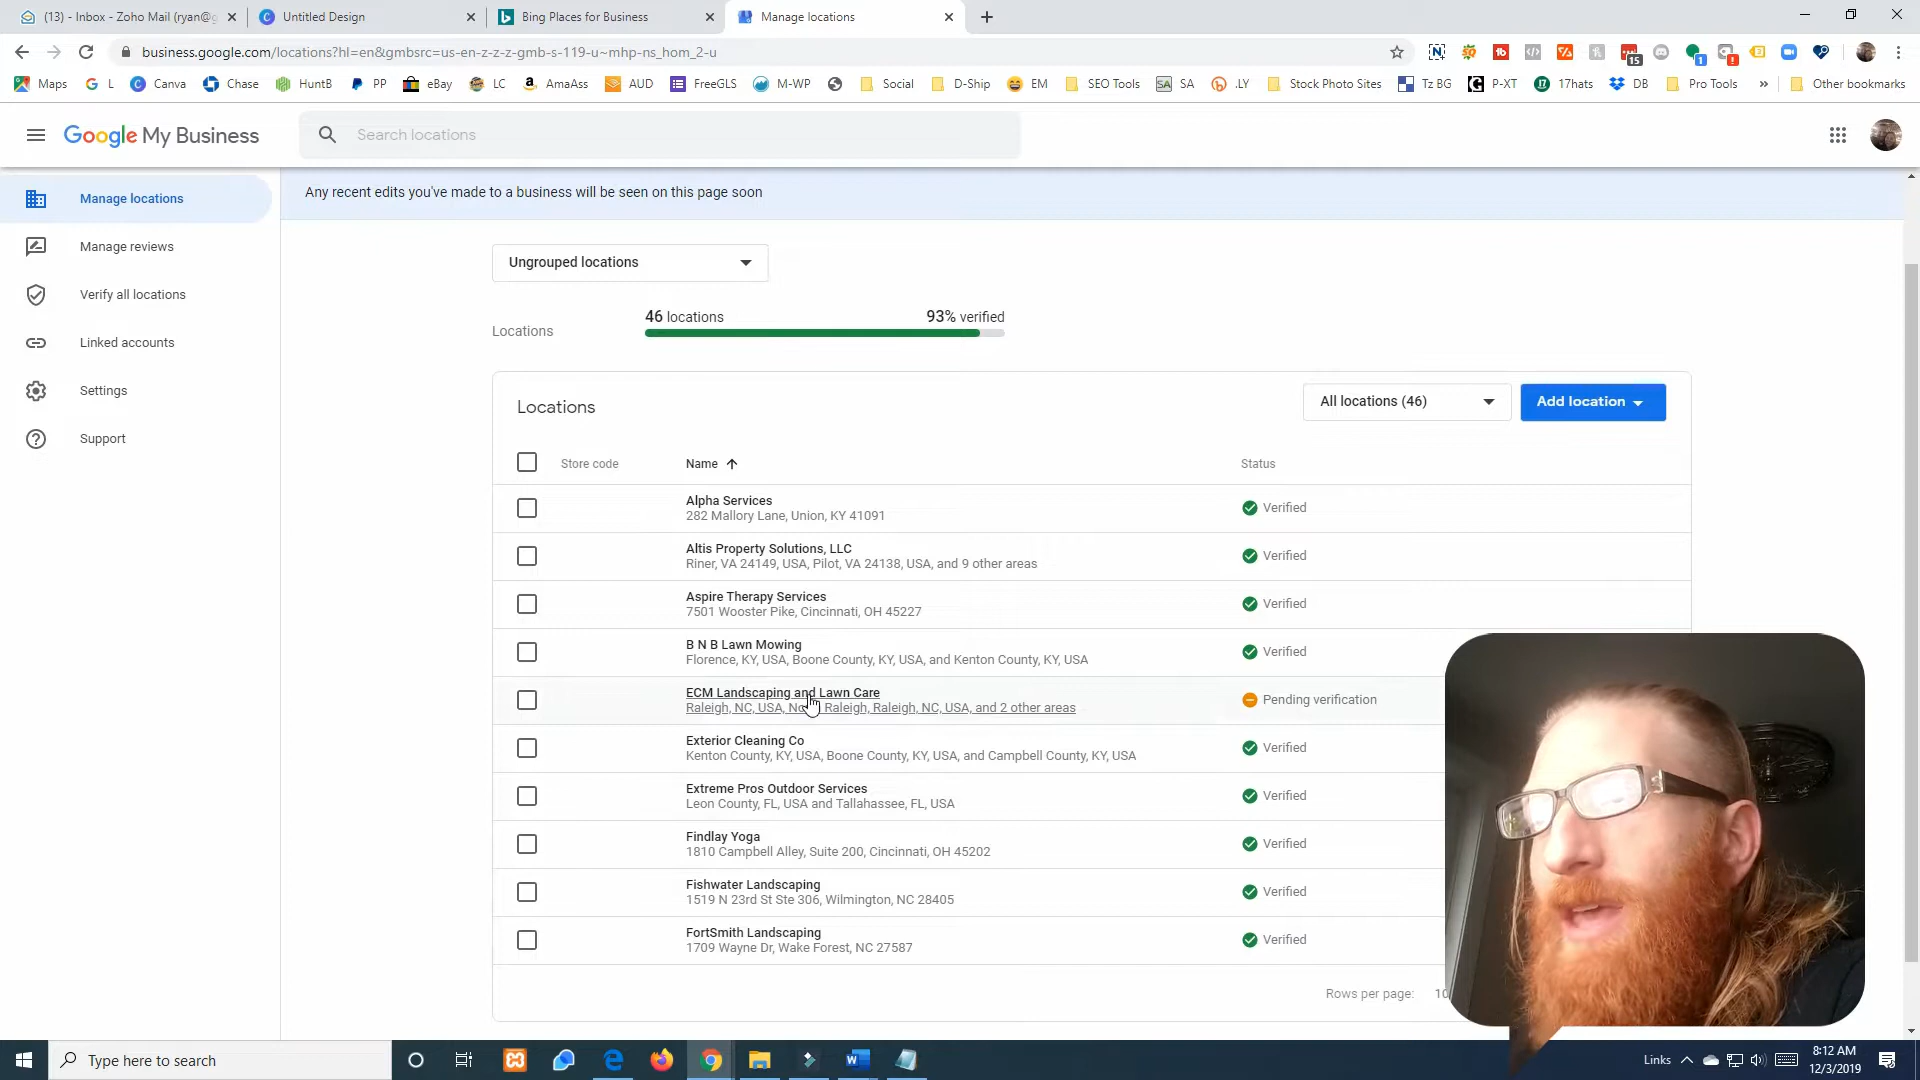 (13) - Inbox - Zoho Mail (ryan@g
Untitled Design
Bing Places for Business
Manage locations
business.google.com/locations?hl=en&gmbsrc=us-en-z-z-z-gmb-s-119-u~mhp-ns_hom_2-u
Maps
G L
Canva
Chase
HuntB
PP
eBay
LC
AmaAss
AUD
FreeGLS
M-WP
Social
D-Ship
EM
SEO Tools
SA
.LY
Stock Photo Sites
Tz BG
P-XT
17hats
DB
Pro Tools
»
Other bookmarks
Google My Business
Search locations
Manage locations
Manage reviews
Verify all locations
Linked accounts
Settings
Support
Any recent edits you've made to a business will be seen on this page soon
Ungrouped locations
Locations
46 locations
93% verified
Locations
All locations (46)
Add location
Store code
Name
Status
Alpha Services
282 Mallory Lane, Union, KY 41091
Verified
Altis Property Solutions, LLC
Riner, VA 24149, USA, Pilot, VA 24138, USA, and 9 other areas
Verified
Aspire Therapy Services
7501 Wooster Pike, Cincinnati, OH 45227
Verified
B N B Lawn Mowing
Florence, KY, USA, Boone County, KY, USA, and Kenton County, KY, USA
Verified
ECM Landscaping and Lawn Care
Raleigh, NC, USA, Raleigh, Raleigh, NC, USA, and 2 other areas
Pending verification
Exterior Cleaning Co
Kenton County, KY, USA, Boone County, KY, USA, and Campbell County, KY, USA
Verified
Extreme Pros Outdoor Services
Leon County, FL, USA and Tallahassee, FL, USA
Verified
Findlay Yoga
1810 Campbell Alley, Suite 200, Cincinnati, OH 45202
Verified
Fishwater Landscaping
1519 N 23rd St Ste 306, Wilmington, NC 28405
Verified
FortSmith Landscaping
1709 Wayne Dr, Wake Forest, NC 27587
Verified
Rows per page: 10
Type here to search
Links
8:12 AM
12/3/2019